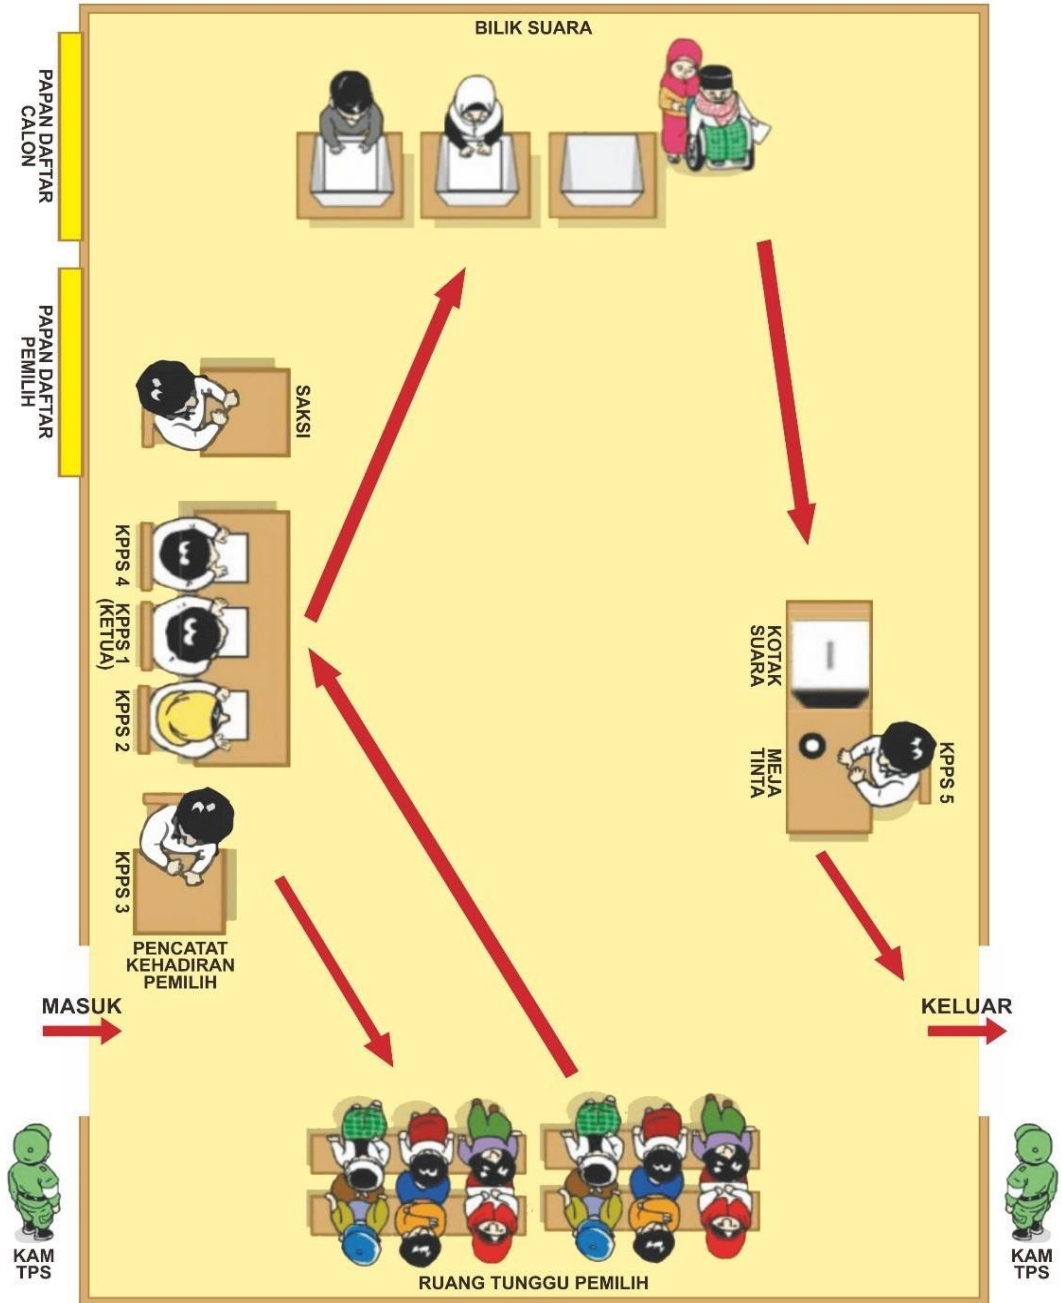 BILIK SUARA
PAPAN DAFTAR
CALON
PAPAN DAFTAR
PEMILIH
SAKSI
KPPS 4
KPPS 1
(KETUA)
KPPS 2
KPPS 3
PENCATAT
KEHADIRAN
PEMILIH
KOTAK
SUARA
MEJA
TINTA
KPPS 5
MASUK
KELUAR
KAM
TPS
KAM
TPS
RUANG TUNGGU PEMILIH